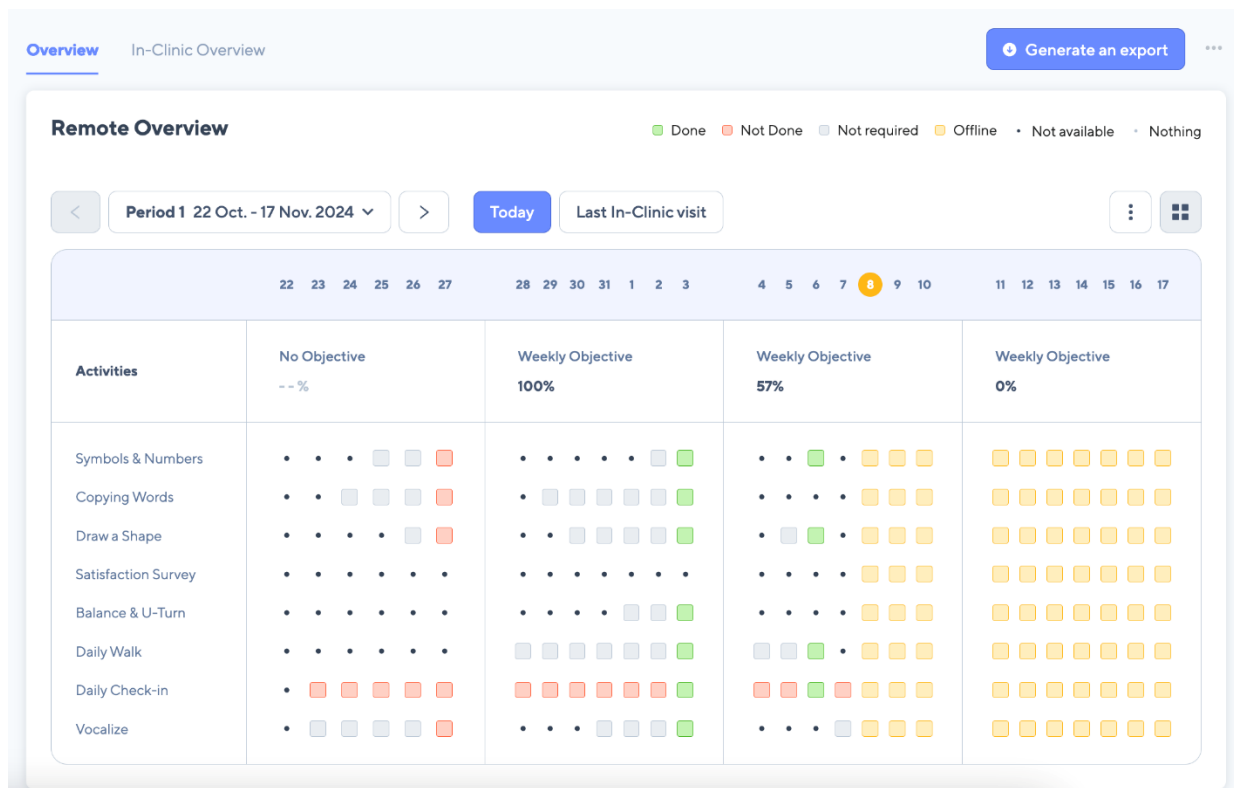 Overview In-Clinic Overview Generate an export
Remote Overview Done Not Done Not required Offline Not available Nothing
Period 1 22 Oct. - 17 Nov. 2024 Today Last In-Clinic visit
22 23 24 25 26 27 28 29 30 31 1 2 3 4 5 6 7 8 9 10 11 12 13 14 15 16 17
Activities
No Objective Weekly Objective Weekly Objective Weekly Objective
--% 100% 57% 0%
Symbols & Numbers
Copying Words
Draw a Shape
Satisfaction Survey
Balance & U-Turn
Daily Walk
Daily Check-in
Vocalize